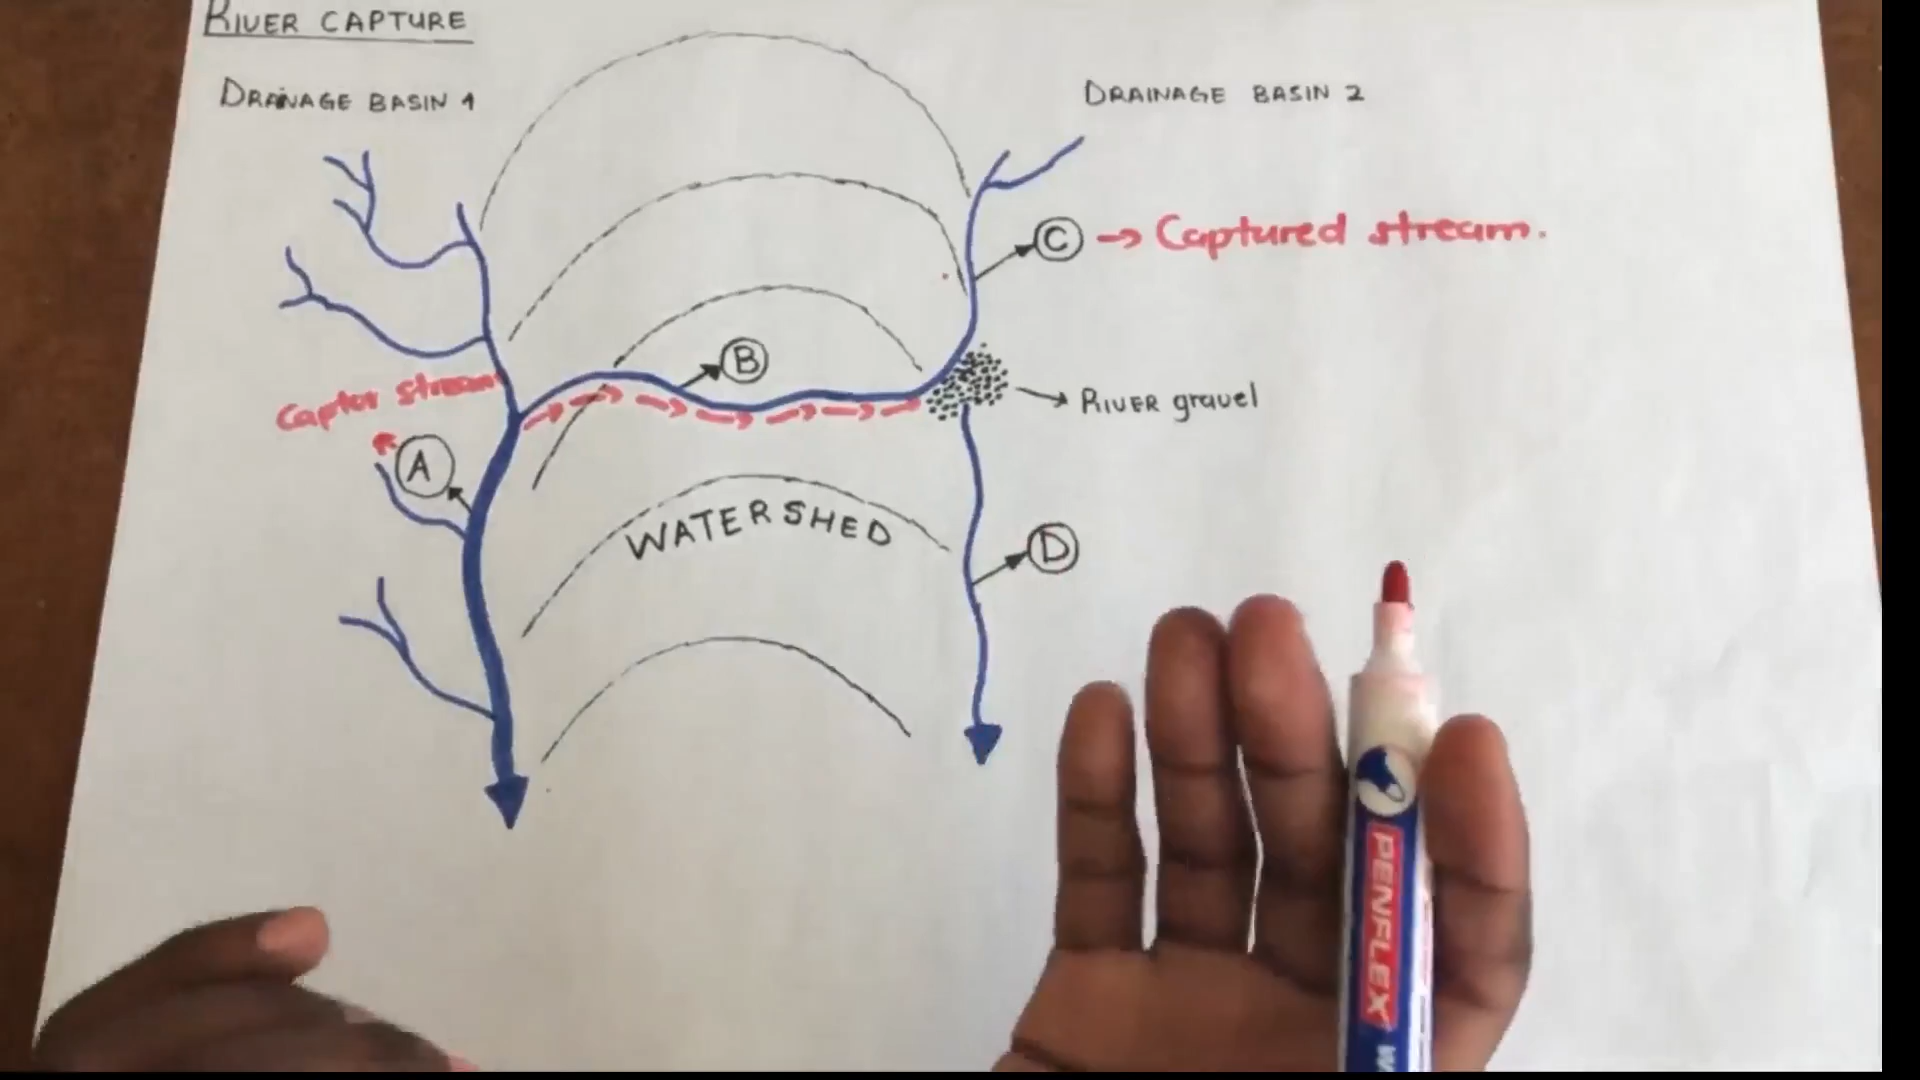 RIVER CAPTURE
DRAINAGE BASIN 1
DRAINAGE BASIN 2
C → Captured stream.
B
Captor stream
River gravel
A
WATERSHED
D
PENFLEX
W